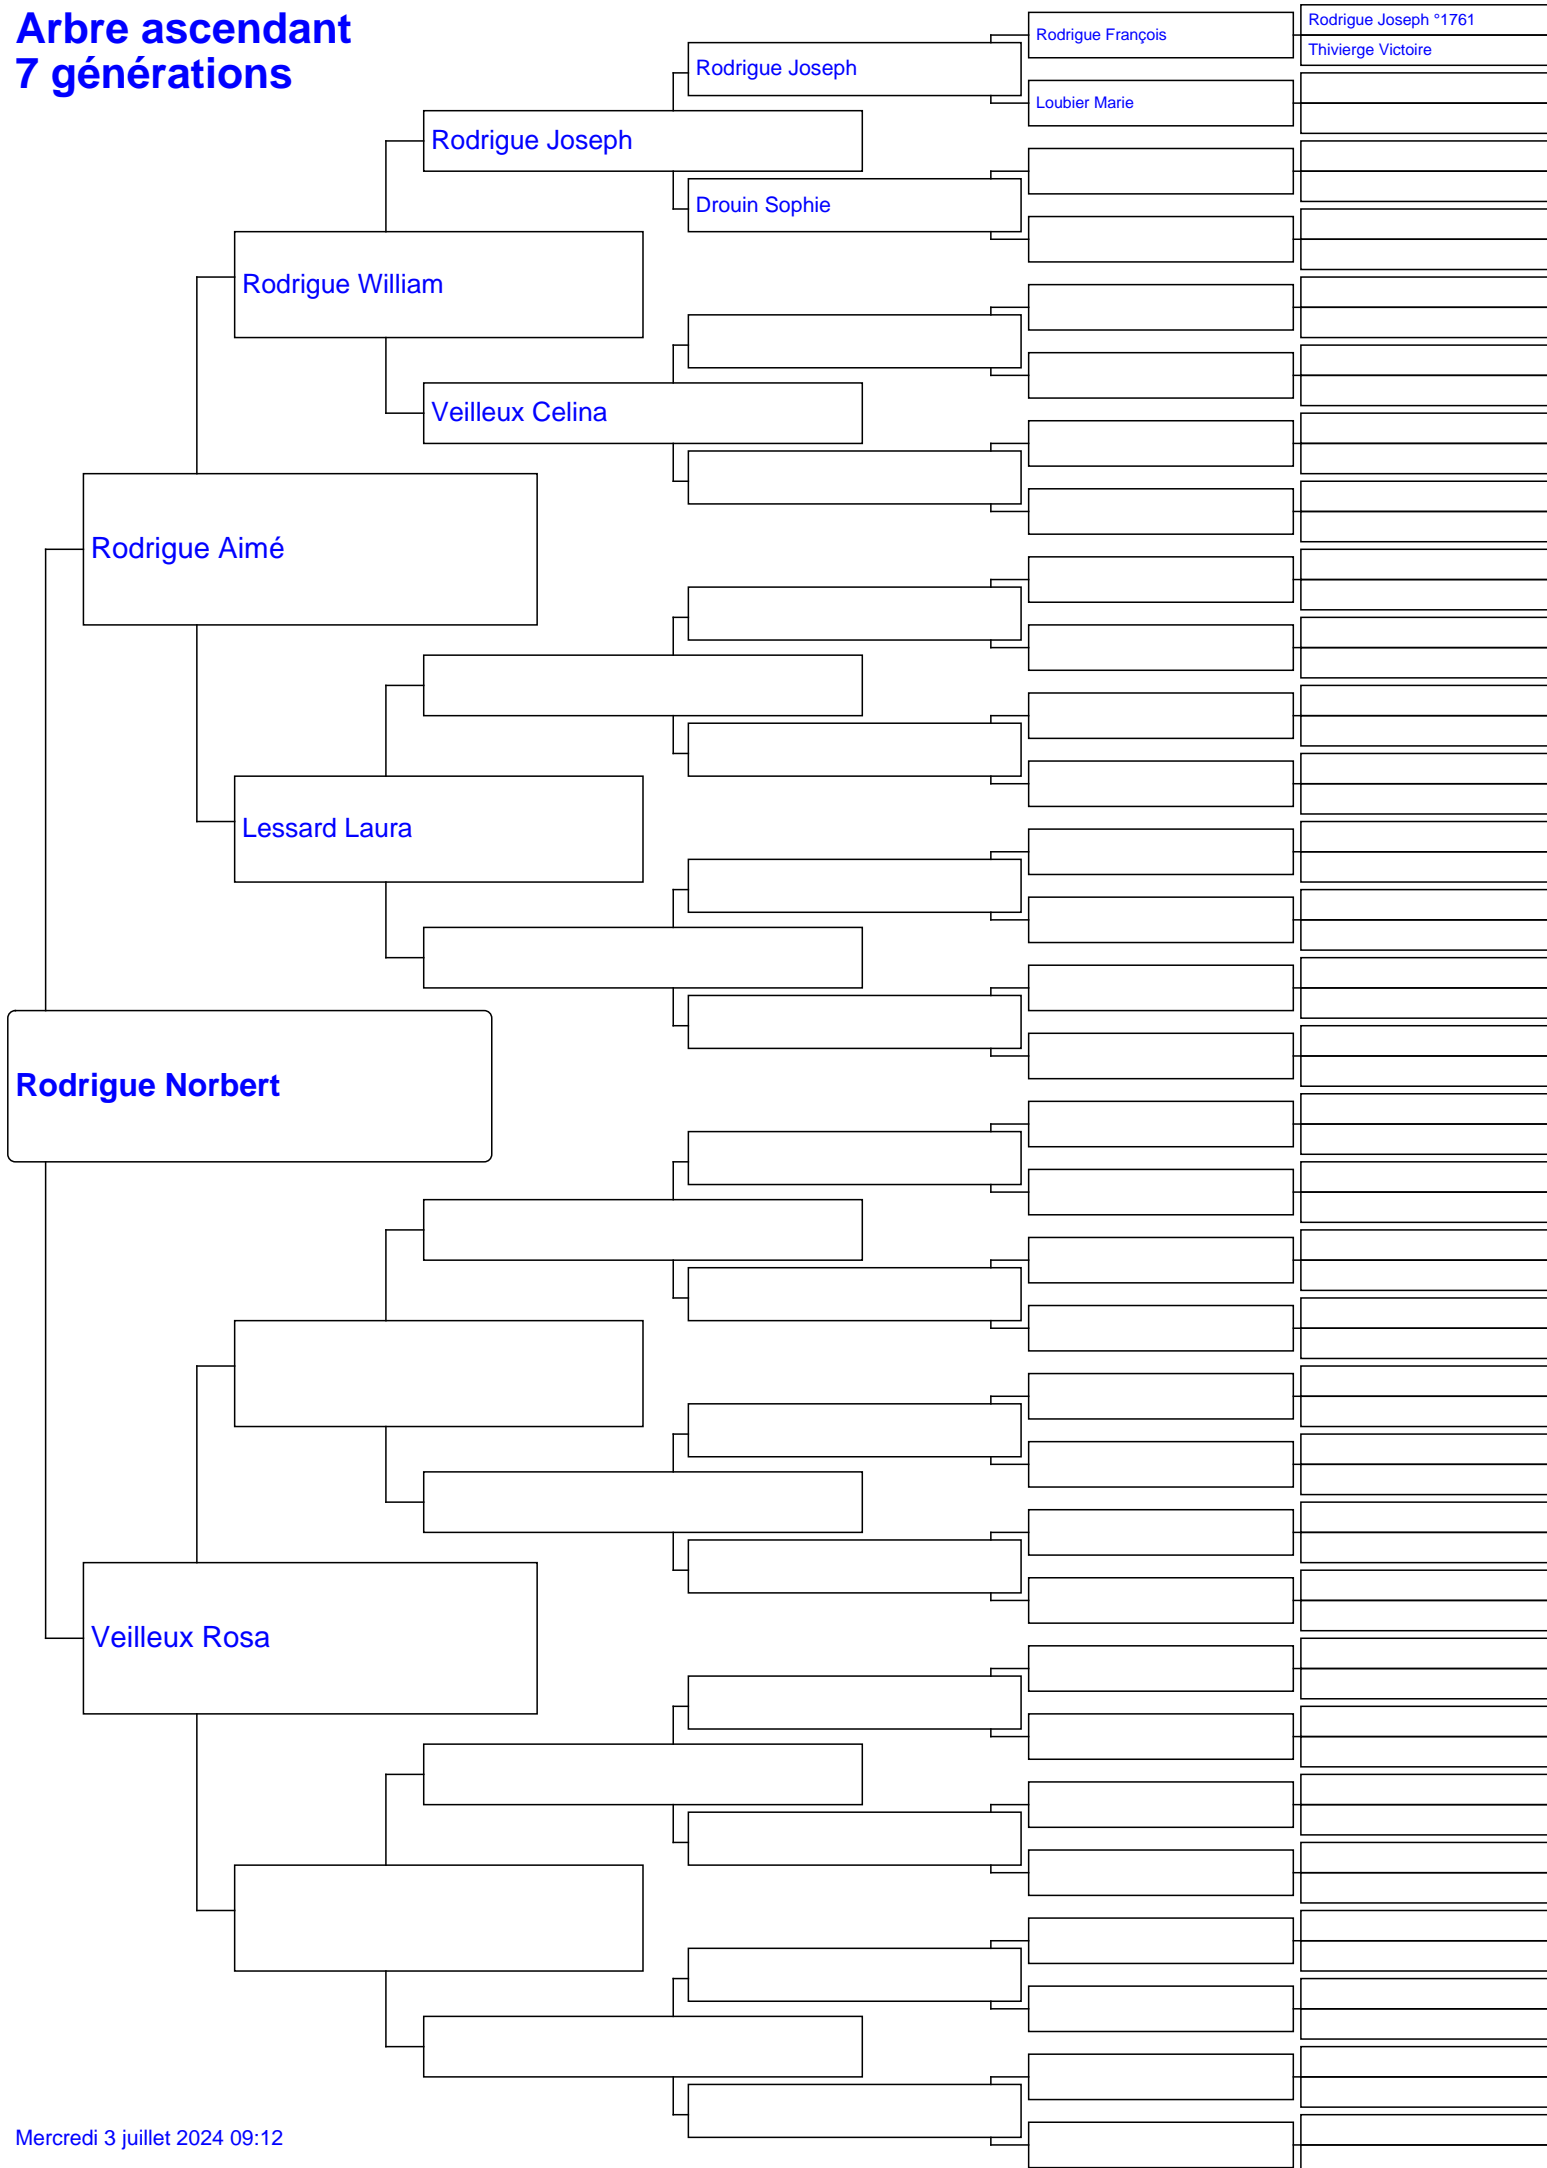 Arbre ascendant
7 générations
Rodrigue François
Rodrigue Joseph °1761
Thivierge Victoire
Rodrigue Joseph
Loubier Marie
Rodrigue Joseph
Drouin Sophie
Rodrigue William
Veilleux Celina
Rodrigue Aimé
Lessard Laura
Rodrigue Norbert
Veilleux Rosa
Mercredi 3 juillet 2024 09:12